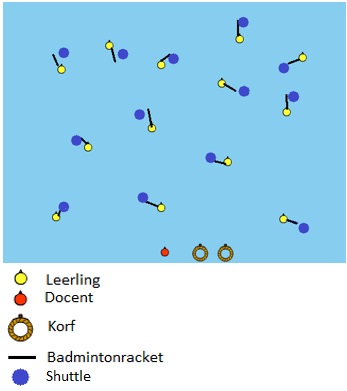 Leerling
Docent
Korf
Badmintonracket
Shuttle